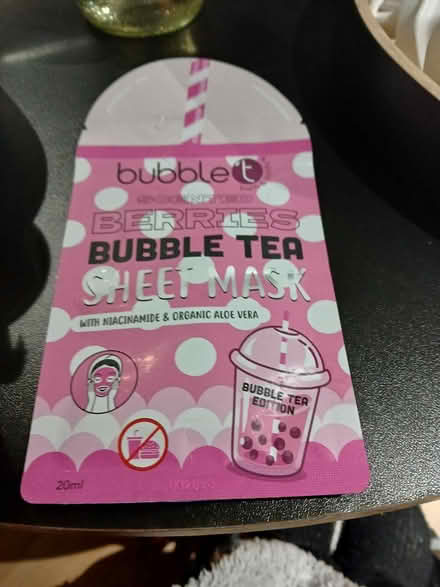 bubble t
BERRIES
BUBBLE TEA
SHEET MASK
WITH NIACINAMIDE & ORGANIC ALOE VERA
BUBBLE TEA
EDITION
20ml